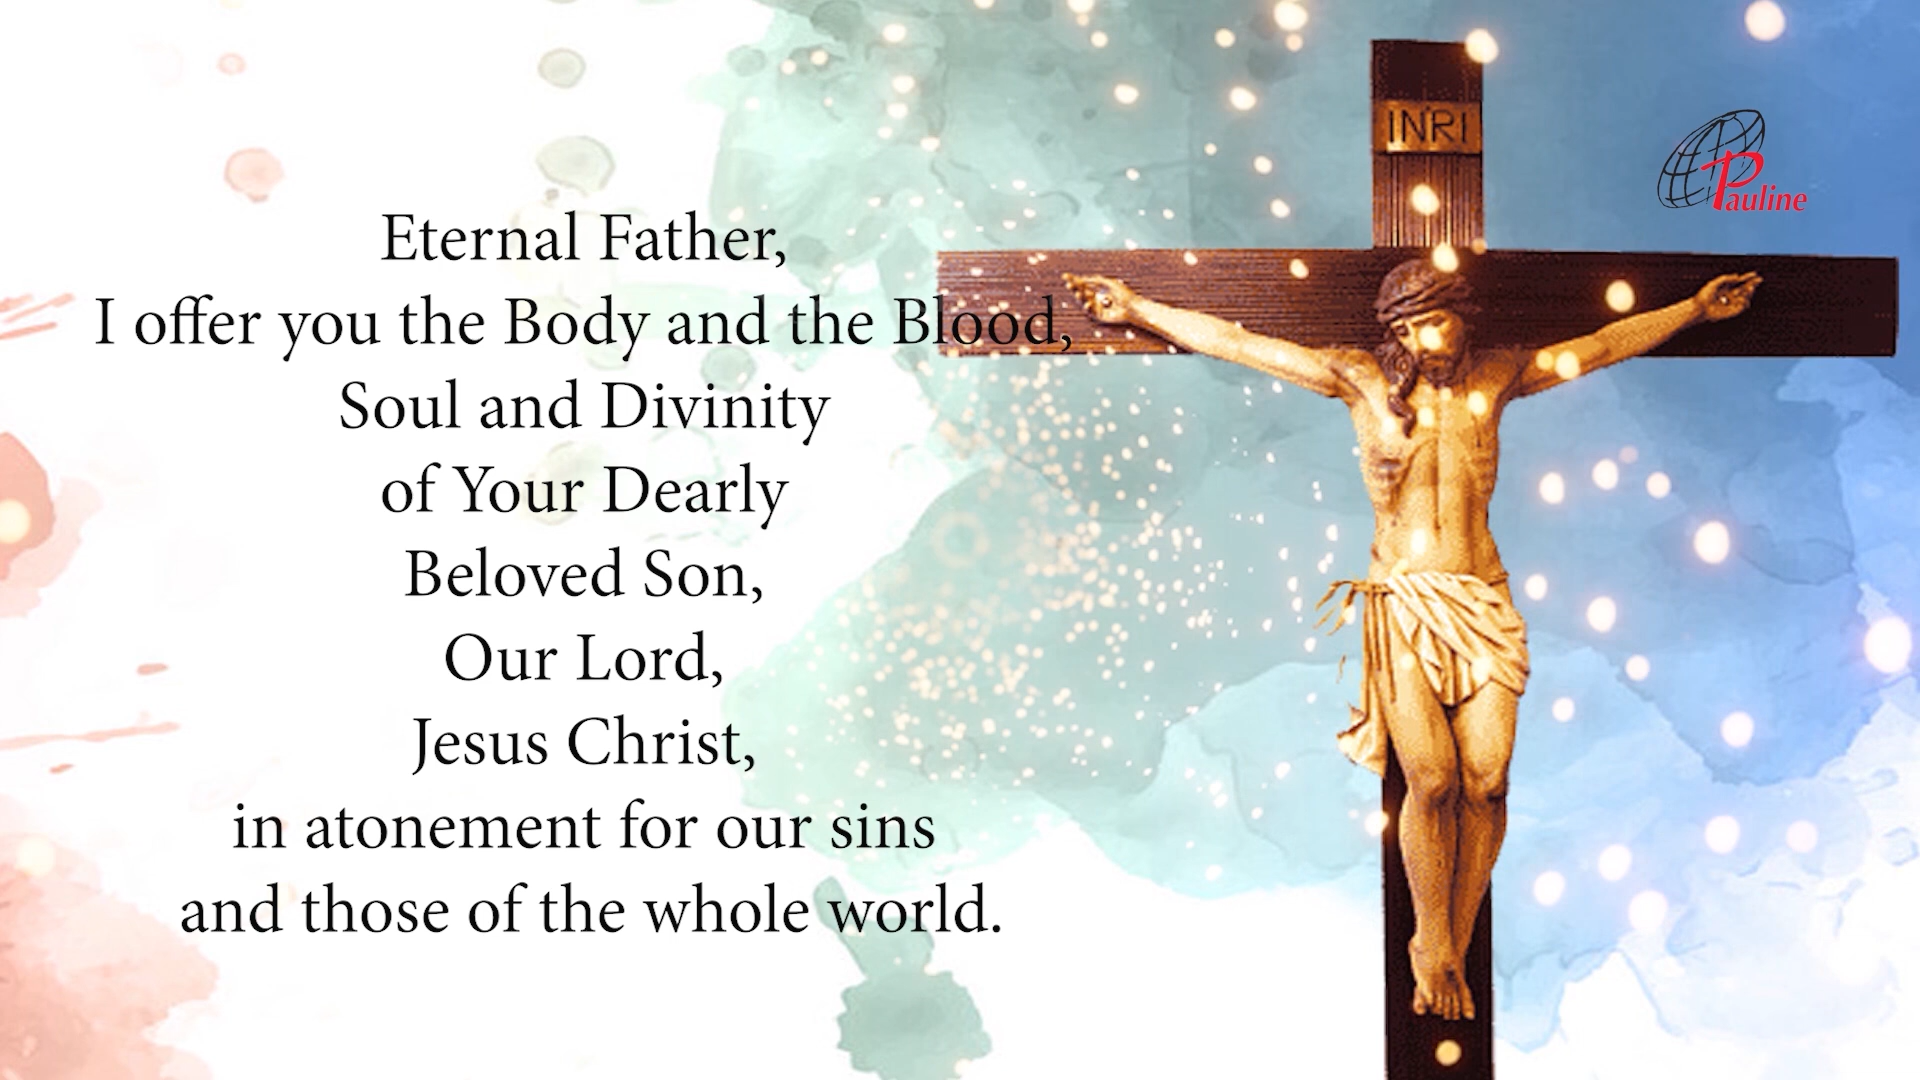 Eternal Father,
I offer you the Body and the Blood,
Soul and Divinity
of Your Dearly
Beloved Son,
Our Lord,
Jesus Christ,
in atonement for our sins
and those of the whole world.
INRI
Pauline